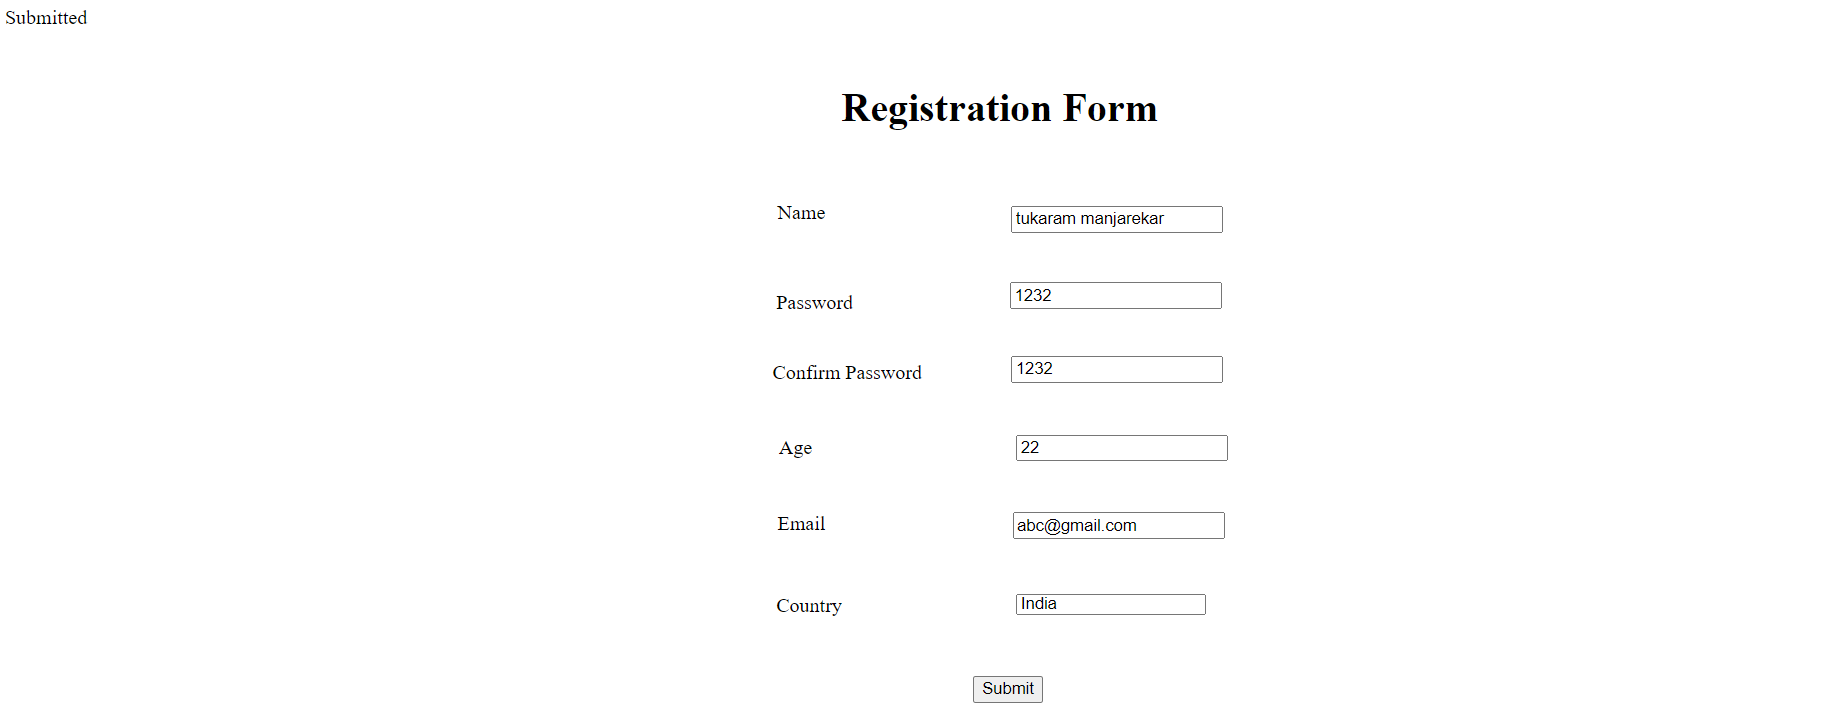 Submitted
Registration Form
Name tukaram manjarekar
Password 1232
Confirm Password 1232
Age 22
Email abc@gmail.com
Country India
Submit